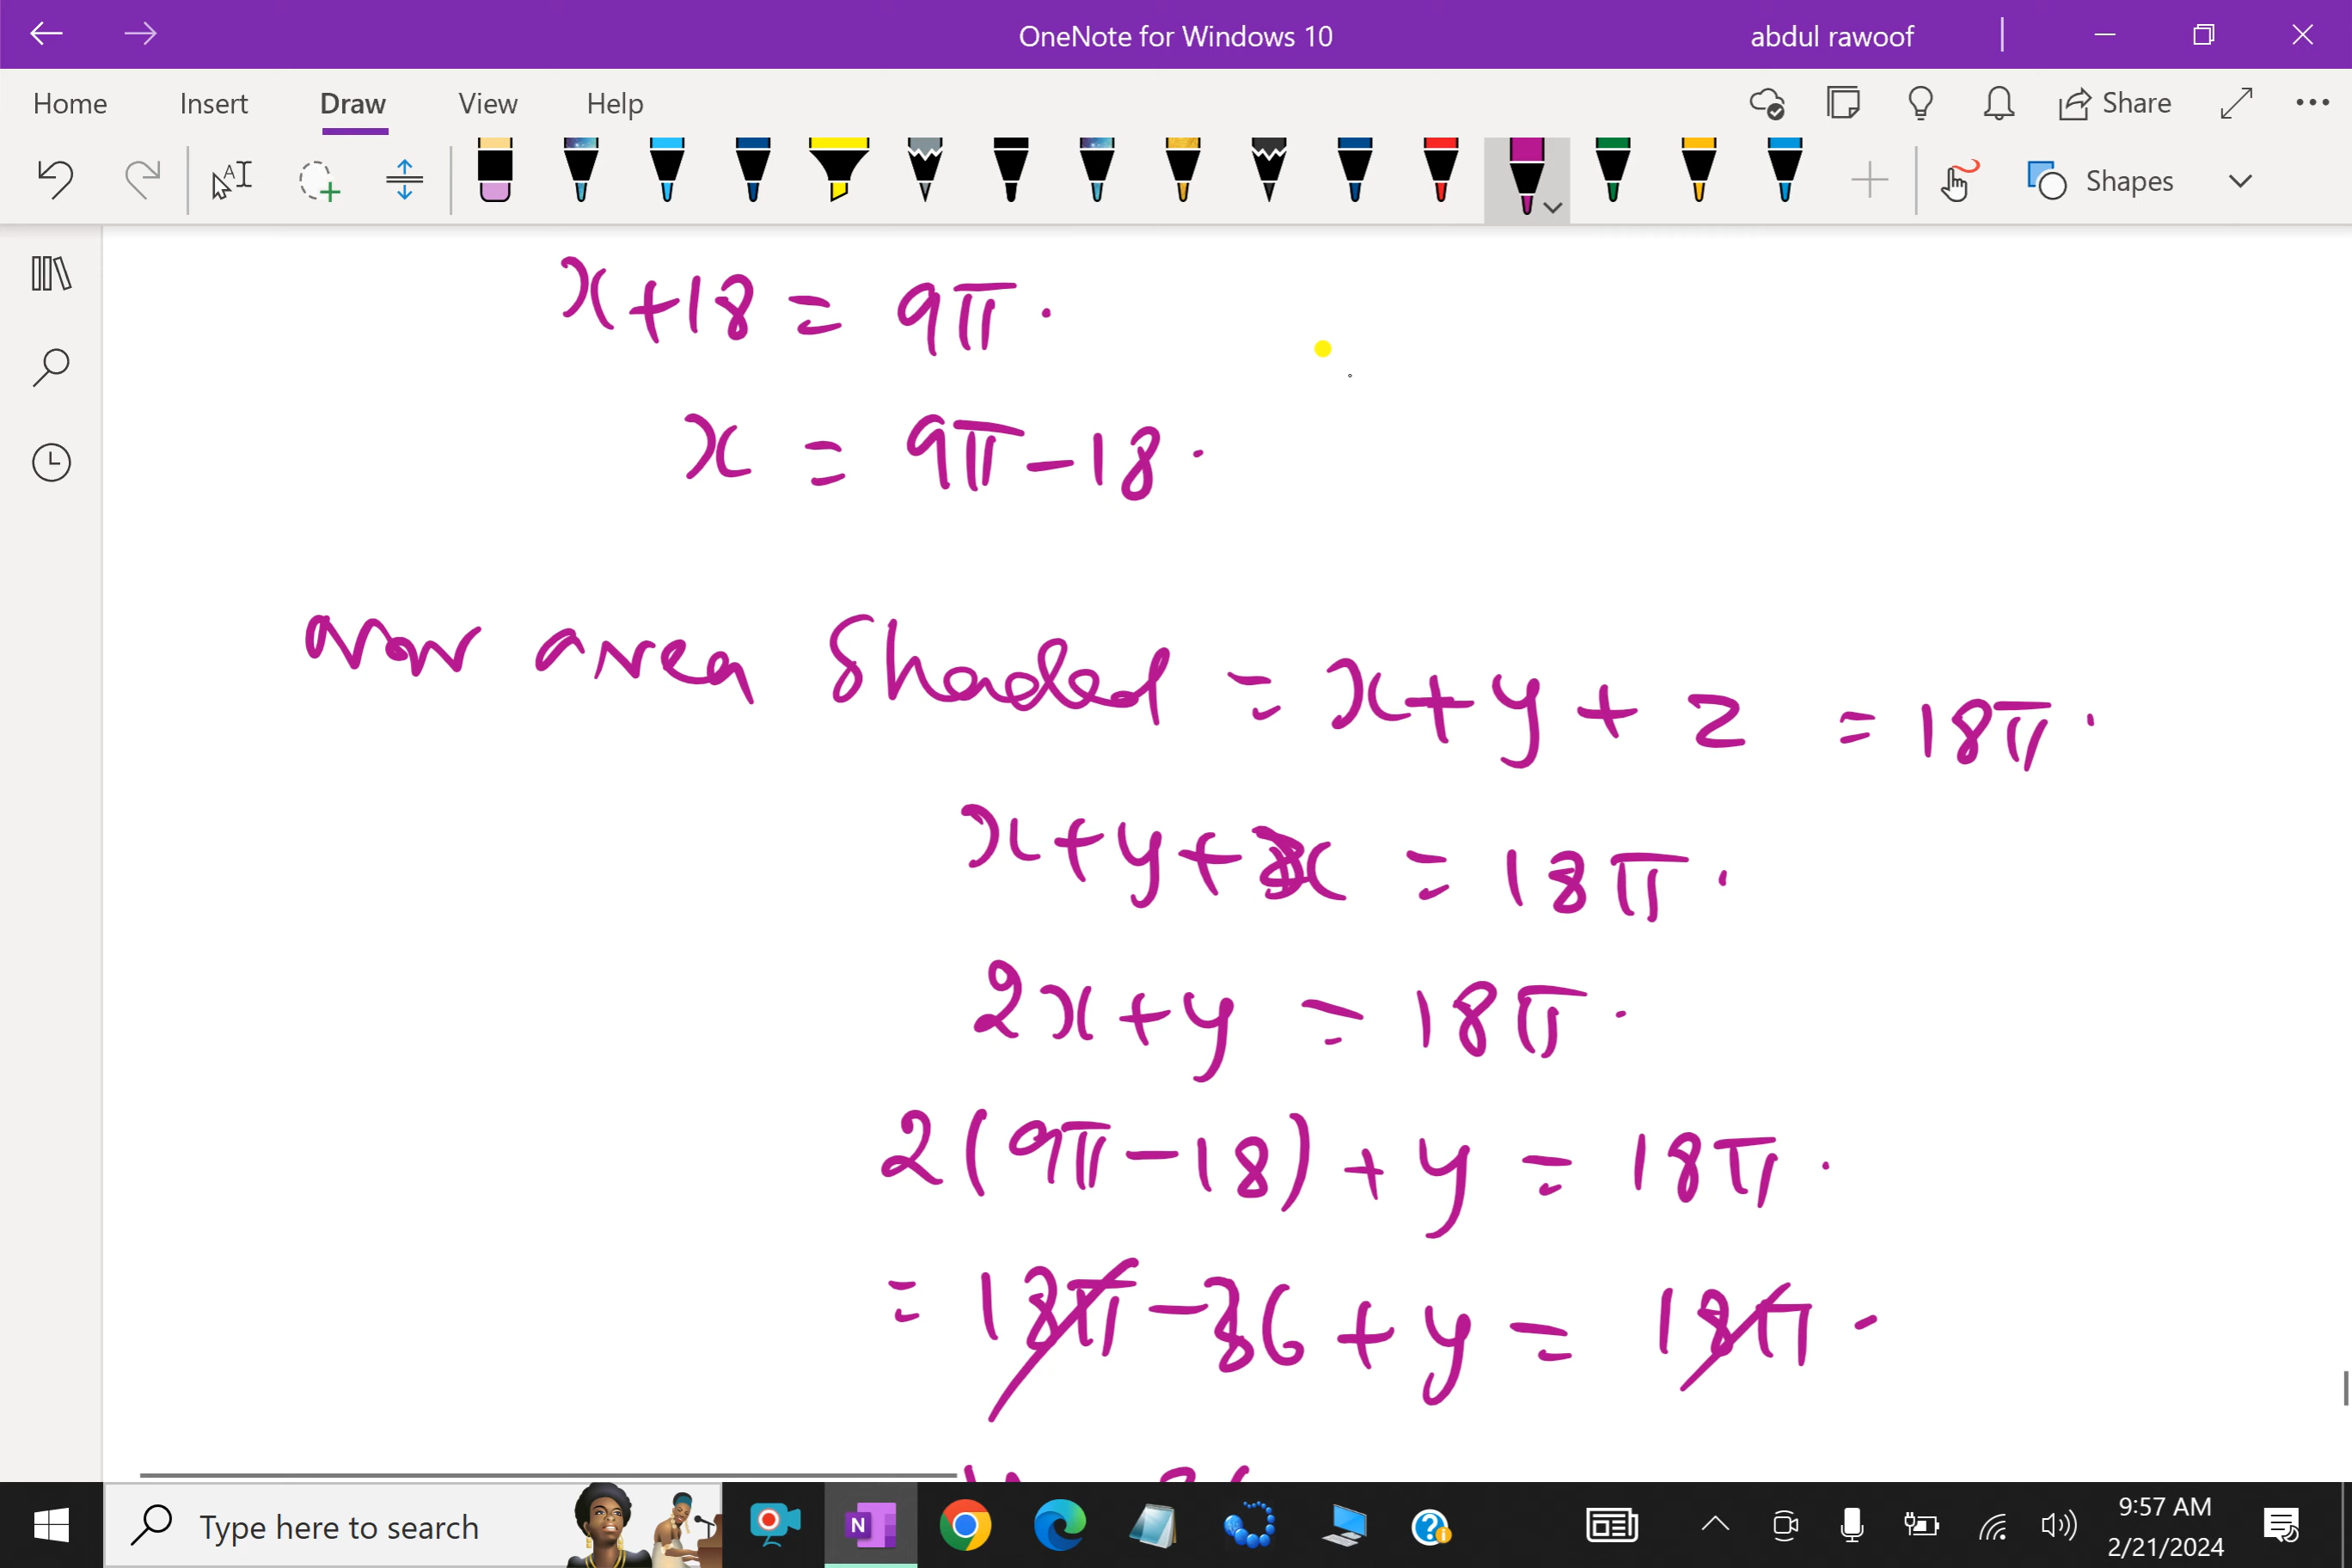 OneNote for Windows 10
abdul rawoof
Home Insert Draw View Help
Share
Shapes
x+18 = 9π.
x = 9π-18.
now area Shaded = x+y+z = 18π.
x+y+x = 18π.
2x+y = 18π.
2(9π-18)+y = 18π.
= 18π-36+y = 18π.
Type here to search
9:57 AM
2/21/2024